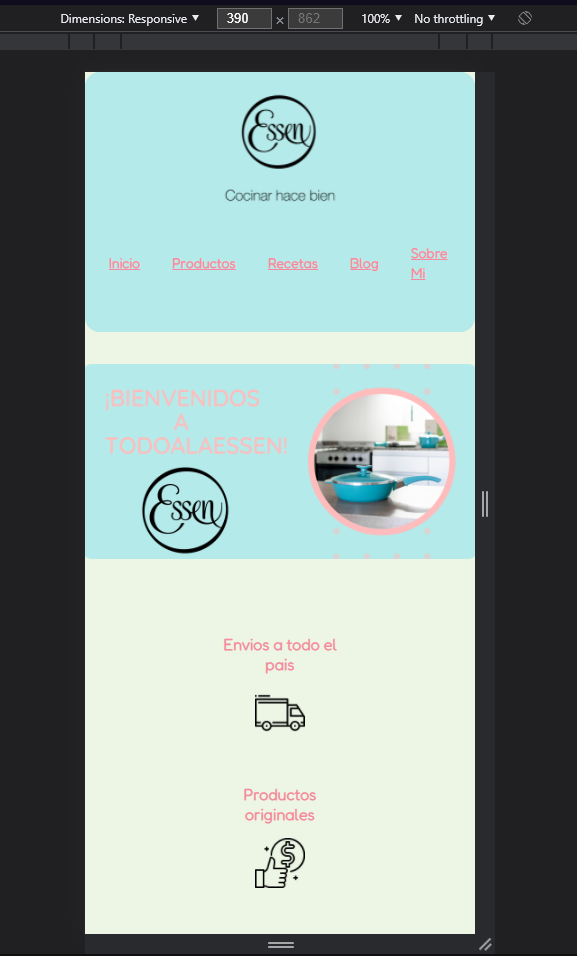 Dimensions: Responsive 390 × 862 100% No throttling
Essen
Cocinar hace bien
Inicio Productos Recetas Blog Sobre
Mi
¡BIENVENIDOS
A
TODOALAESSEN!
Essen
Envios a todo el
pais
Productos
originales
$